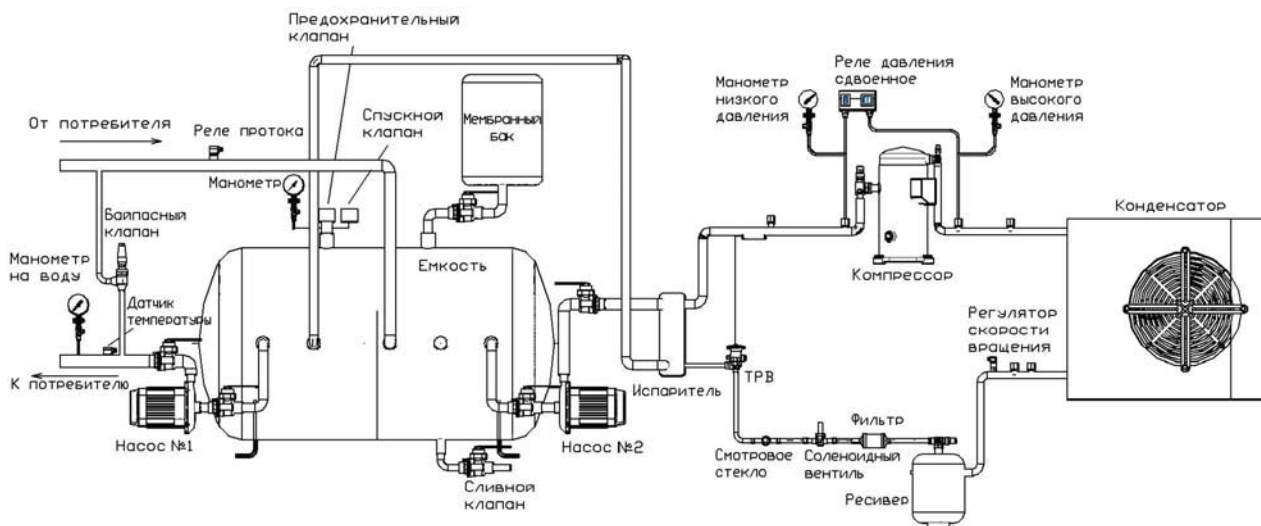 Предохранительный
клапан
От потребителя
Реле протока
Спускной
клапан
Мембранный
бак
Манометр
низкого
давления
Реле давления
сдвоенное
Манометр
высокого
давления
Манометр
Байпасный
клапан
Манометр
на воду
Датчик
температуры
Емкость
Компрессор
Конденсатор
Регулятор
скорости
вращения
К потребителю
Испаритель
ТРВ
Насос №1
Насос №2
Сливной
клапан
Смотровое
стекло
Соленоидный
вентиль
Фильтр
Ресивер